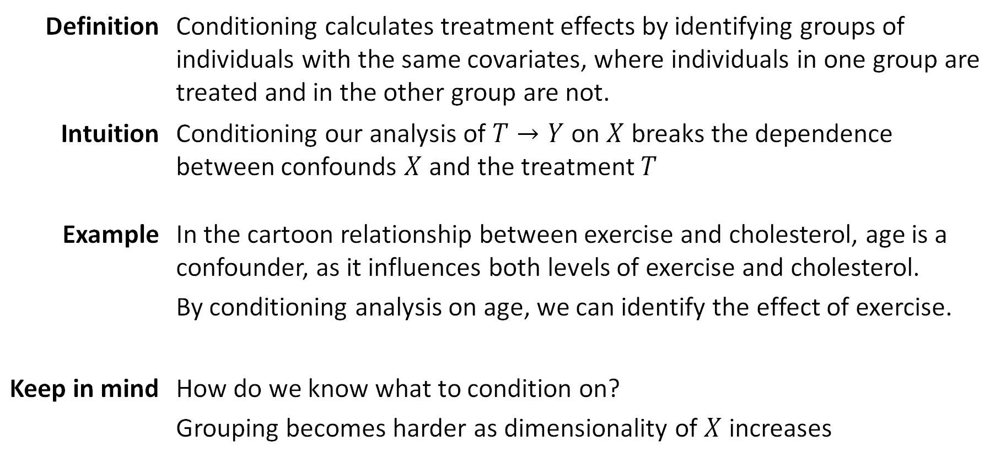 Definition Conditioning calculates treatment effects by identifying groups of
individuals with the same covariates, where individuals in one group are
treated and in the other group are not.
Intuition Conditioning our analysis of T → Y on X breaks the dependence
between confounds X and the treatment T
Example In the cartoon relationship between exercise and cholesterol, age is a
confounder, as it influences both levels of exercise and cholesterol.
By conditioning analysis on age, we can identify the effect of exercise.
Keep in mind How do we know what to condition on?
Grouping becomes harder as dimensionality of X increases